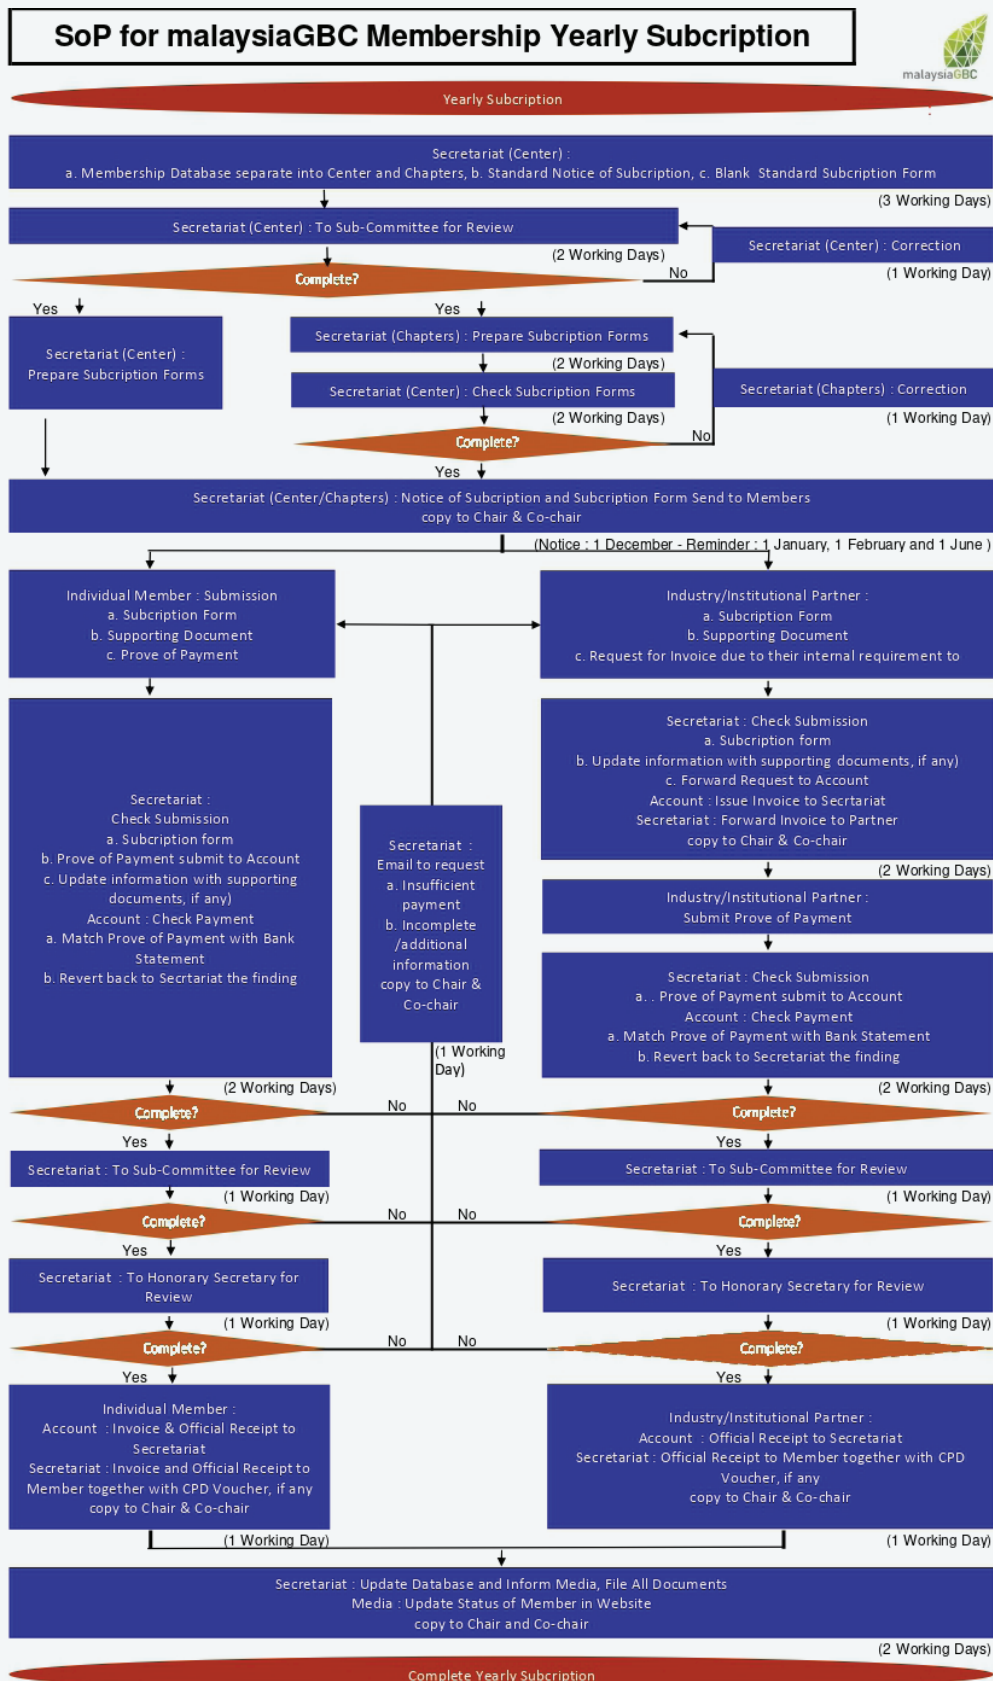 SoP for malaysiaGBC Membership Yearly Subcription
malaysiaGBC
Yearly Subcription
Secretariat (Center) :
a. Membership Database separate into Center and Chapters, b. Standard Notice of Subcription, c. Blank Standard Subcription Form
(3 Working Days)
Secretariat (Center) : To Sub-Committee for Review
Secretariat (Center) : Correction
(2 Working Days)
(1 Working Day)
Complete?
No
Yes
Yes
Secretariat (Center) :
Prepare Subcription Forms
Secretariat (Chapters) : Prepare Subcription Forms
(2 Working Days)
Secretariat (Center) : Check Subcription Forms
Secretariat (Chapters) : Correction
(2 Working Days)
(1 Working Day)
Complete?
No
Yes
Secretariat (Center/Chapters) : Notice of Subcription and Subcription Form Send to Members
copy to Chair & Co-chair
(Notice : 1 December - Reminder : 1 January, 1 February and 1 June )
Individual Member : Submission
a. Subcription Form
b. Supporting Document
c. Prove of Payment
Industry/Institutional Partner :
a. Subcription Form
b. Supporting Document
c. Request for Invoice due to their internal requirement to
Secretariat :
Check Submission
a. Subcription form
b. Prove of Payment submit to Account
c. Update information with supporting
documents, if any)
Account : Check Payment
a. Match Prove of Payment with Bank
Statement
b. Revert back to Secrtariat the finding
(2 Working Days)
Secretariat :
Email to request
a. Insufficient
payment
b. Incomplete
/additional
information
copy to Chair &
Co-chair
(1 Working
Day)
Secretariat : Check Submission
a. Subcription form
b. Update information with supporting documents, if any)
c. Forward Request to Account
Account : Issue Invoice to Secrtariat
Secretariat : Forward Invoice to Partner
copy to Chair & Co-chair
(2 Working Days)
Industry/Institutional Partner :
Submit Prove of Payment
Secretariat : Check Submission
a. . Prove of Payment submit to Account
Account : Check Payment
a. Match Prove of Payment with Bank Statement
b. Revert back to Secretariat the finding
(2 Working Days)
Complete?
No
No
Complete?
Yes
Yes
Secretariat : To Sub-Committee for Review
Secretariat : To Sub-Committee for Review
(1 Working Day)
(1 Working Day)
Complete?
No
No
Complete?
Yes
Yes
Secretariat : To Honorary Secretary for
Review
Secretariat : To Honorary Secretary for Review
(1 Working Day)
(1 Working Day)
Complete?
No
No
Complete?
Yes
Yes
Individual Member :
Account : Invoice & Official Receipt to
Secretariat
Secretariat : Invoice and Official Receipt to
Member together with CPD Voucher, if any
copy to Chair & Co-chair
(1 Working Day)
Industry/Institutional Partner :
Account : Official Receipt to Secretariat
Secretariat : Official Receipt to Member together with CPD
Voucher, if any
copy to Chair & Co-chair
(1 Working Day)
Secretariat : Update Database and Inform Media, File All Documents
Media : Update Status of Member in Website
copy to Chair and Co-chair
(2 Working Days)
Complete Yearly Subcription